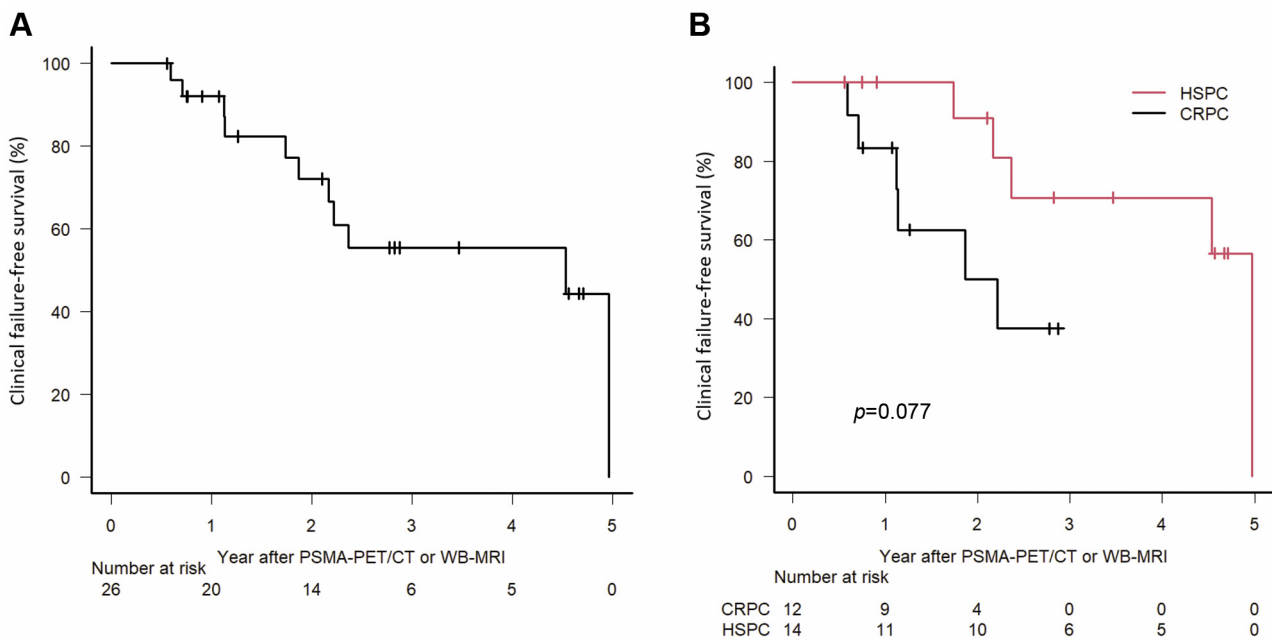 A
Clinical failure-free survival (%)
100
80
60
40
20
0
0 1 2 3 4 5
Year after PSMA-PET/CT or WB-MRI
Number at risk
26 20 14 6 5 0
B
Clinical failure-free survival (%)
100
80
60
40
20
0
HSPC
CRPC
p=0.077
0 1 2 3 4 5
Year after PSMA-PET/CT or WB-MRI
Number at risk
CRPC 12 9 4 0 0 0
HSPC 14 11 10 6 5 0